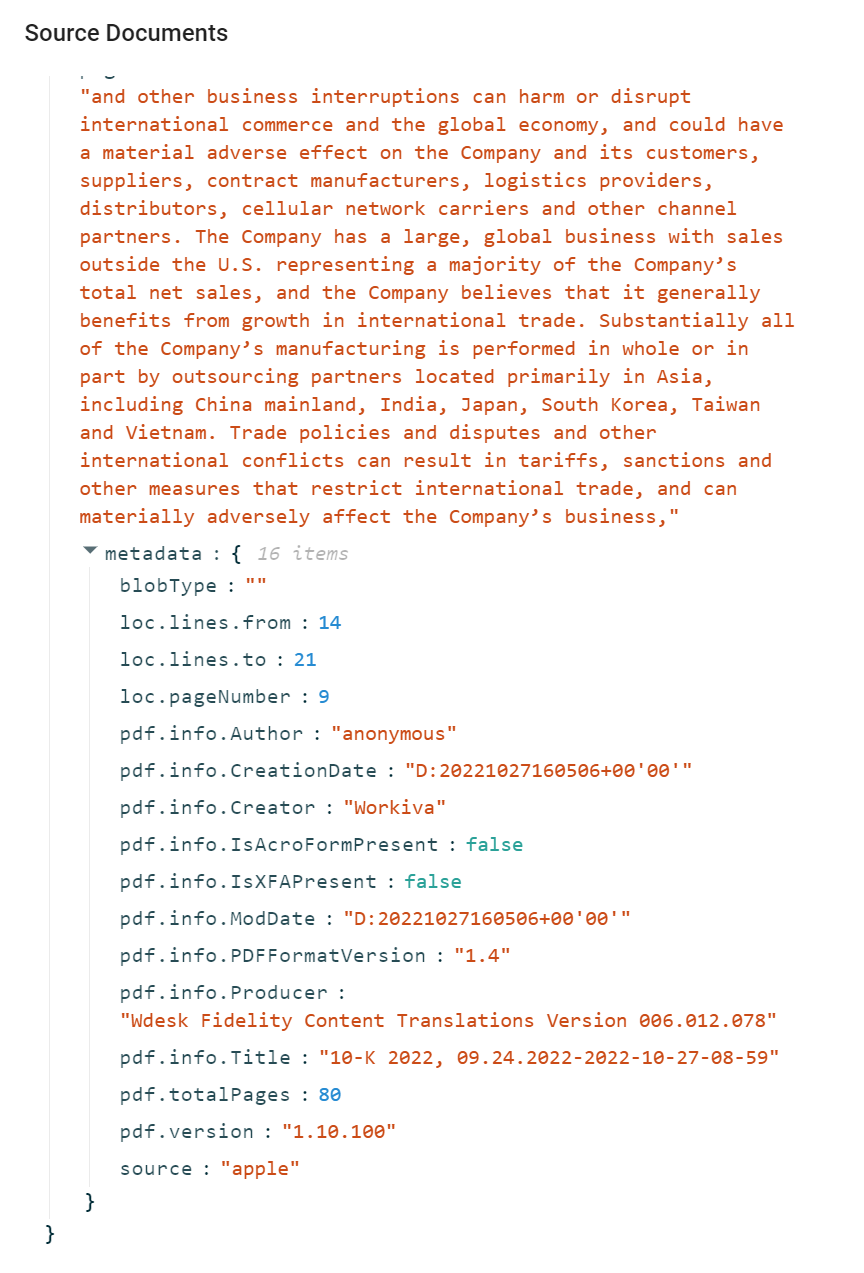 Source Documents
"and other business interruptions can harm or disrupt
international commerce and the global economy, and could have
a material adverse effect on the Company and its customers,
suppliers, contract manufacturers, logistics providers,
distributors, cellular network carriers and other channel
partners. The Company has a large, global business with sales
outside the U.S. representing a majority of the Company’s
total net sales, and the Company believes that it generally
benefits from growth in international trade. Substantially all
of the Company’s manufacturing is performed in whole or in
part by outsourcing partners located primarily in Asia,
including China mainland, India, Japan, South Korea, Taiwan
and Vietnam. Trade policies and disputes and other
international conflicts can result in tariffs, sanctions and
other measures that restrict international trade, and can
materially adversely affect the Company’s business,"
metadata : { 16 items
blobType : ""
loc.lines.from : 14
loc.lines.to : 21
loc.pageNumber : 9
pdf.info.Author : "anonymous"
pdf.info.CreationDate : "D:20221027160506+00'00'"
pdf.info.Creator : "Workiva"
pdf.info.IsAcroFormPresent : false
pdf.info.IsXFAPresent : false
pdf.info.ModDate : "D:20221027160506+00'00'"
pdf.info.PDFFormatVersion : "1.4"
pdf.info.Producer :
"Wdesk Fidelity Content Translations Version 006.012.078"
pdf.info.Title : "10-K 2022, 09.24.2022-2022-10-27-08-59"
pdf.totalPages : 80
pdf.version : "1.10.100"
source : "apple"
}
}